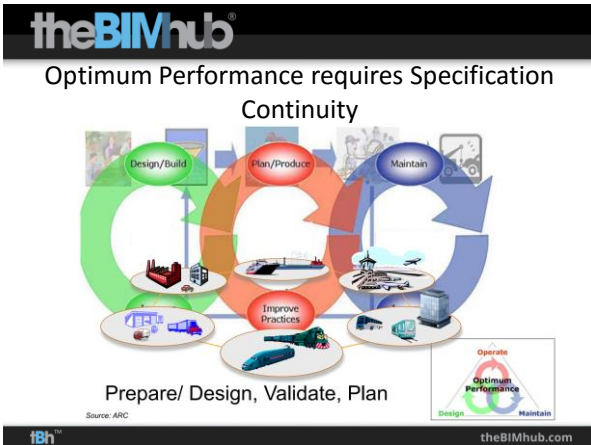 theBIMhub®
Optimum Performance requires Specification
Continuity
Design/Build
Plan/Produce
Maintain
Improve
Practices
Prepare/ Design, Validate, Plan
Source: ARC
Operate
Optimum
Performance
Design
Maintain
tBh™
theBIMhub.com